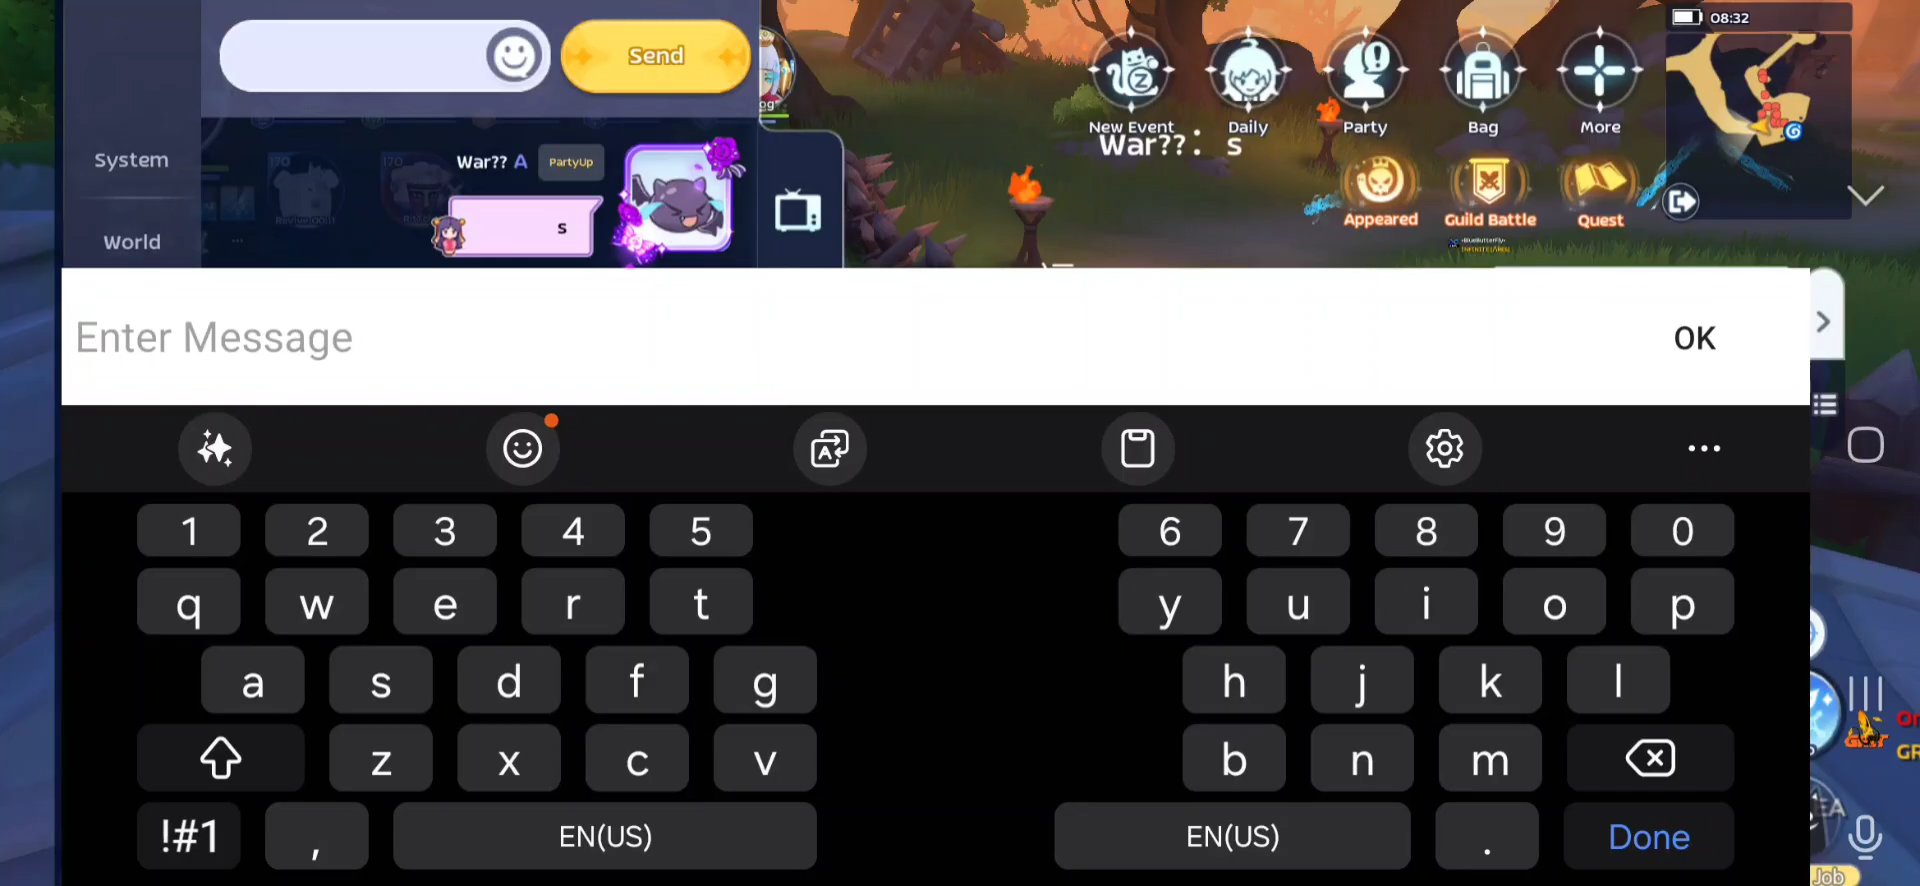 Send
08:32
New Event
Daily
Party
Bag
More
War??: s
System
War?? A
PartyUp
s
World
Appeared
Guild Battle
Quest
Enter Message
OK
1 2 3 4 5 6 7 8 9 0
q w e r t y u i o p
a s d f g h j k l
z x c v b n m
!#1 , EN(US) EN(US) . Done
Job